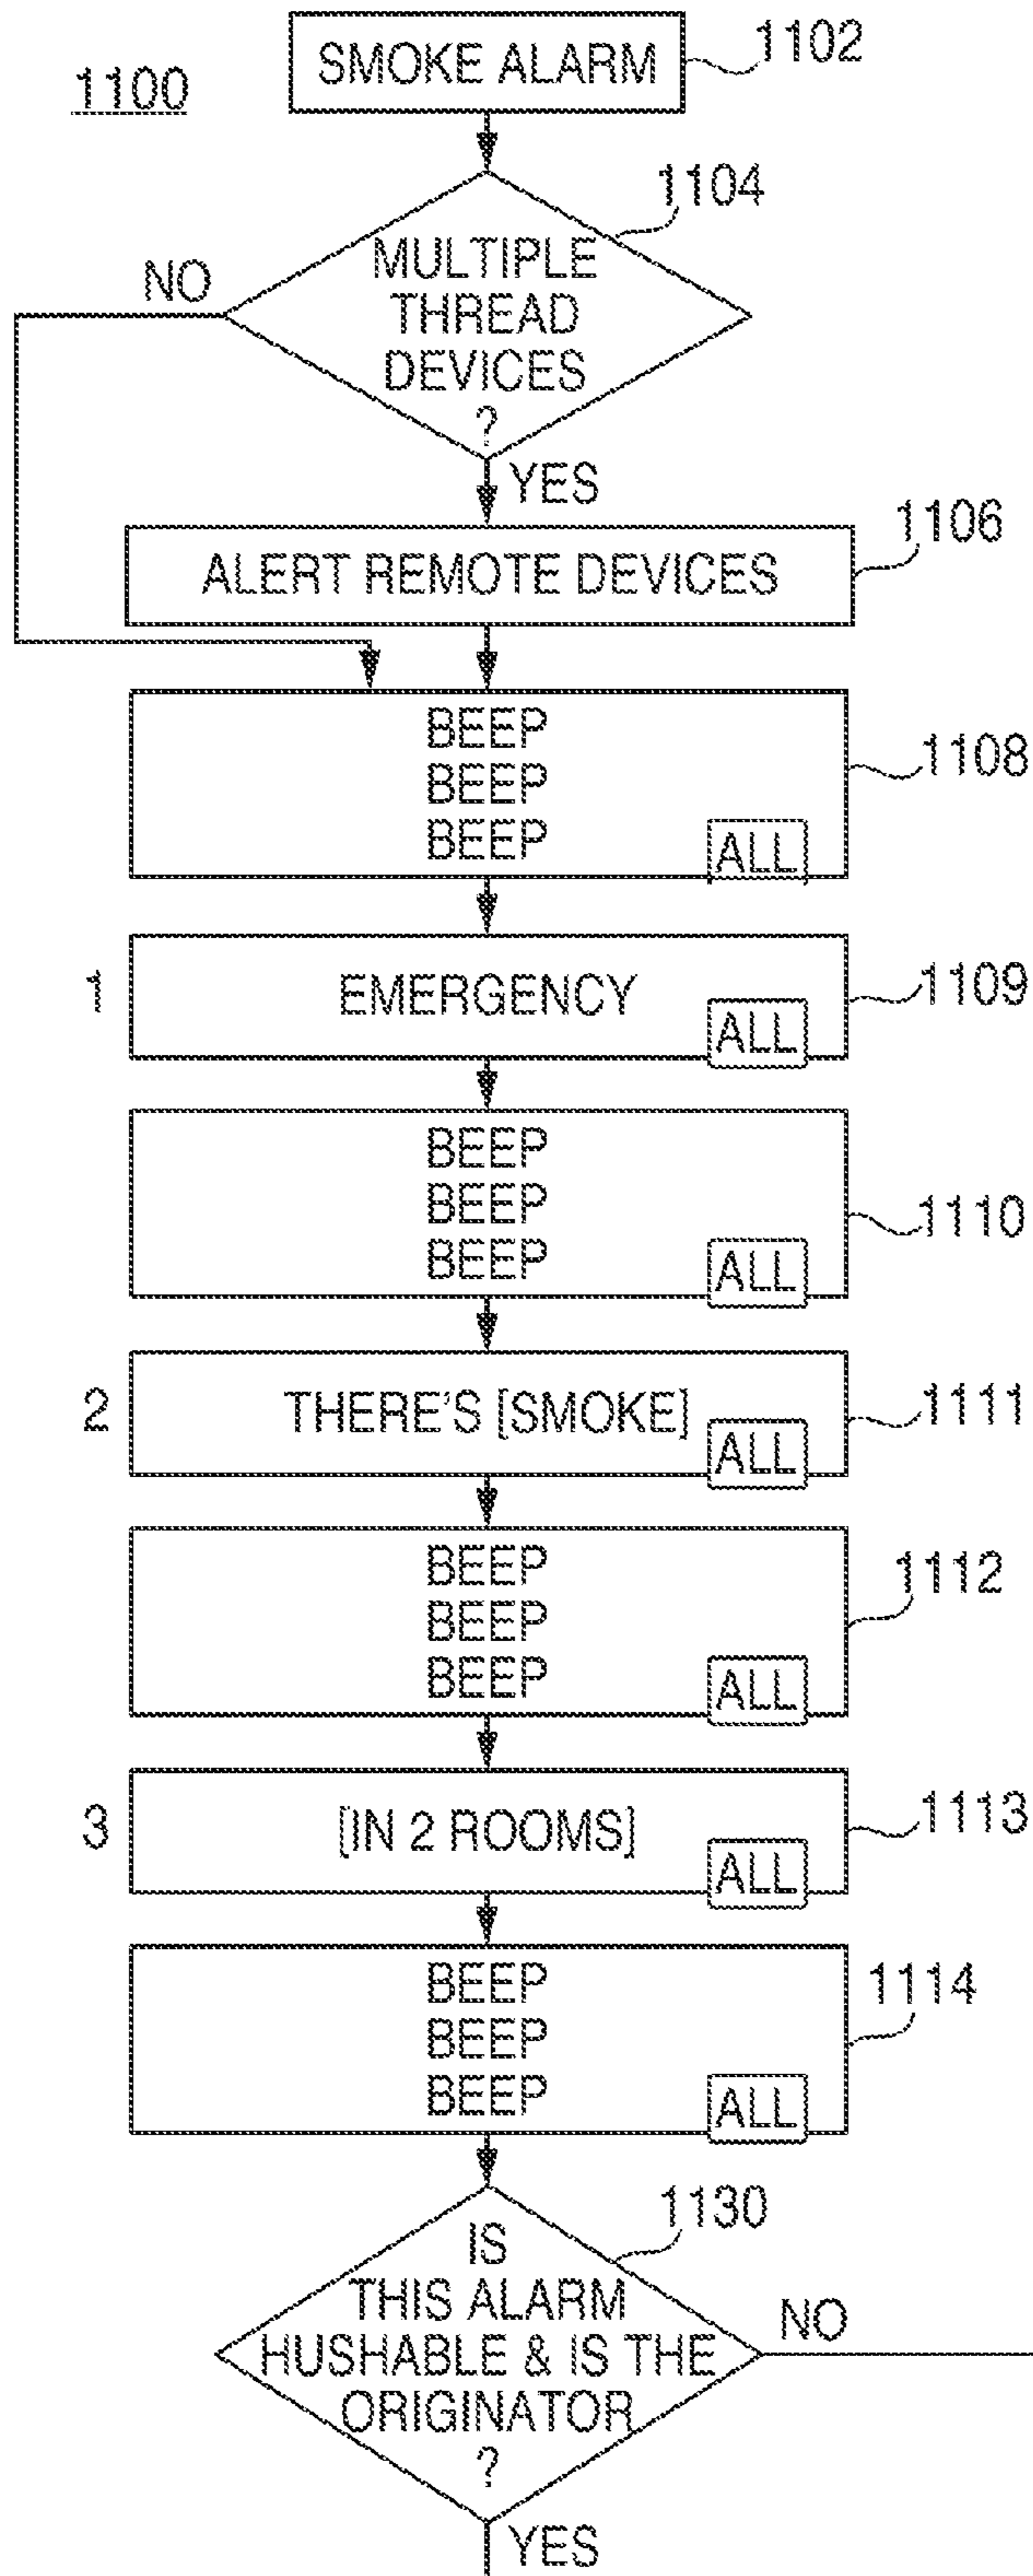 1100
SMOKE ALARM
1102
1104
MULTIPLE
THREAD
DEVICES
?
NO
YES
ALERT REMOTE DEVICES
1106
BEEP
BEEP
BEEP
ALL
1108
1
EMERGENCY
ALL
1109
BEEP
BEEP
BEEP
ALL
1110
2
THERE'S [SMOKE]
ALL
1111
BEEP
BEEP
BEEP
ALL
1112
3
[IN 2 ROOMS]
ALL
1113
BEEP
BEEP
BEEP
ALL
1114
1130
IS
THIS ALARM
HUSHABLE & IS THE
ORIGINATOR
?
NO
YES